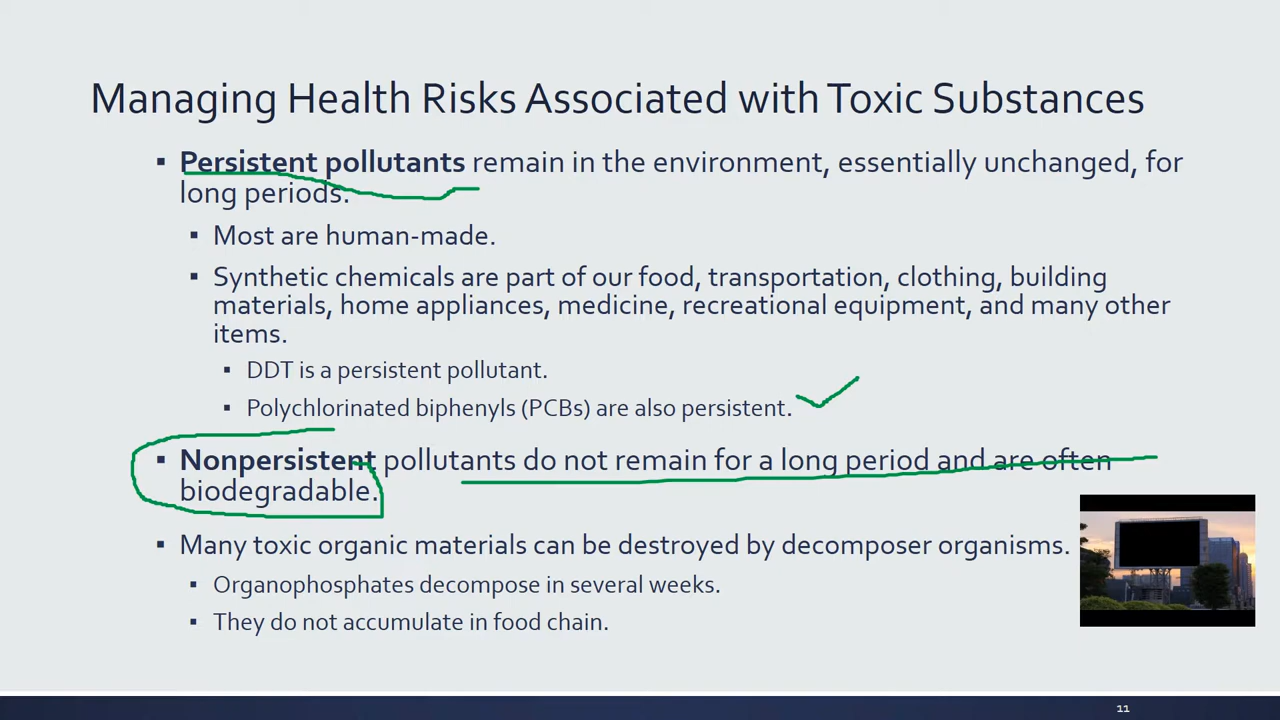 Managing Health Risks Associated with Toxic Substances
▪ Persistent pollutants remain in the environment, essentially unchanged, for
long periods.
▪ Most are human-made.
▪ Synthetic chemicals are part of our food, transportation, clothing, building
materials, home appliances, medicine, recreational equipment, and many other
items.
▪ DDT is a persistent pollutant.
▪ Polychlorinated biphenyls (PCBs) are also persistent.
▪ Nonpersistent pollutants do not remain for a long period and are often
biodegradable.
▪ Many toxic organic materials can be destroyed by decomposer organisms.
▪ Organophosphates decompose in several weeks.
▪ They do not accumulate in food chain.
11